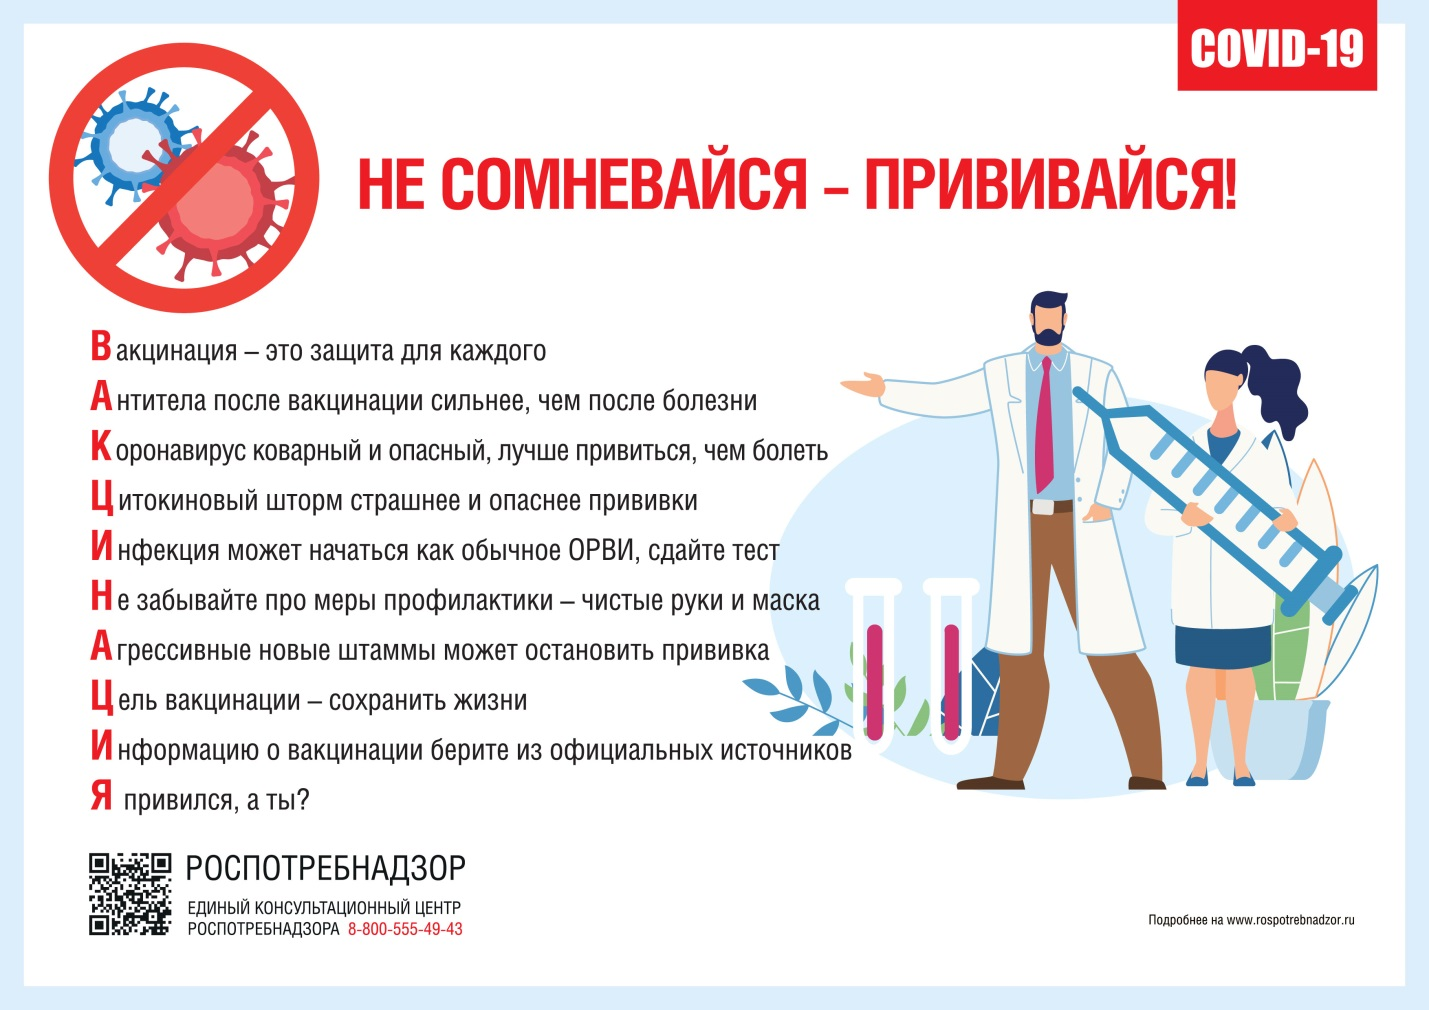 COVID-19
НЕ СОМНЕВАЙСЯ – ПРИВИВАЙСЯ!
Вакцинация – это защита для каждого
Антитела после вакцинации сильнее, чем после болезни
Коронавирус коварный и опасный, лучше привиться, чем болеть
Цитокиновый шторм страшнее и опаснее прививки
Инфекция может начаться как обычное ОРВИ, сдайте тест
Не забывайте про меры профилактики – чистые руки и маска
Агрессивные новые штаммы может остановить прививка
Цель вакцинации – сохранить жизни
Информацию о вакцинации берите из официальных источников
Я привился, а ты?
РОСПОТРЕБНАДЗОР
ЕДИНЫЙ КОНСУЛЬТАЦИОННЫЙ ЦЕНТР
РОСПОТРЕБНАДЗОРА 8-800-555-49-43
Подробнее на www.rospotrebnadzor.ru